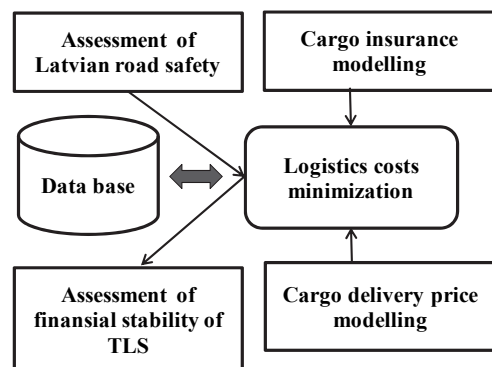 Assessment of
Latvian road safety
Cargo insurance
modelling
Data base
Logistics costs
minimization
Assessment of
finansial stability of
TLS
Cargo delivery price
modelling